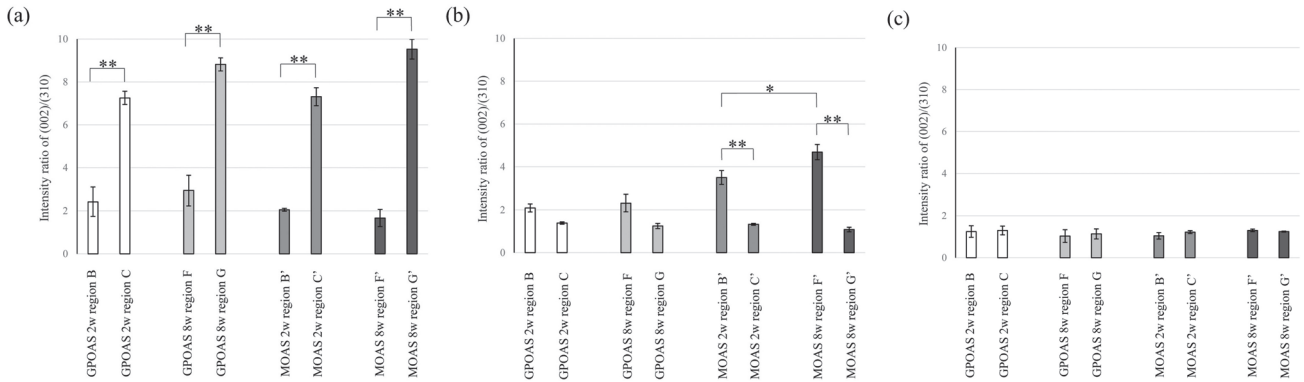 (a)
Intensity ratio of (002)/(310)
10
8
6
4
2
0
**
**
**
**
GPOAS 2w region B
GPOAS 2w region C
GPOAS 8w region F
GPOAS 8w region G
MOAS 2w region B’
MOAS 2w region C’
MOAS 8w region F’
MOAS 8w region G’
(b)
Intensity ratio of (002)/(310)
10
8
6
4
2
0
*
**
**
GPOAS 2w region B
GPOAS 2w region C
GPOAS 8w region F
GPOAS 8w region G
MOAS 2w region B’
MOAS 2w region C’
MOAS 8w region F’
MOAS 8w region G’
(c)
Intensity ratio of (002)/(310)
10
8
6
4
2
0
GPOAS 2w region B
GPOAS 2w region C
GPOAS 8w region F
GPOAS 8w region G
MOAS 2w region B’
MOAS 2w region C’
MOAS 8w region F’
MOAS 8w region G’